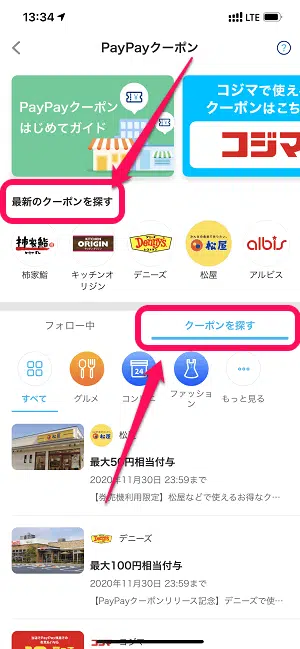 13:34
LTE
PayPayクーポン
?
PayPayクーポン
はじめてガイド
コジマで使え
クーポンはこち
コジマ
最新のクーポンを探す
柿家鮨
KITCHEN
ORIGIN
Denny's
松屋
albis
柿家鮨
キッチンオ
リジン
デニーズ
松屋
アルビス
フォロー中
クーポンを探す
24
すべて
グルメ
コン
ファッショ
ン
もっと見る
松屋
松
最大50円相当付与
2020年11月30日 23:59まで
【券売機利用限定】松屋などで使えるお得なク…
Denny's
デニーズ
最大100円相当付与
2020年11月30日 23:59まで
【PayPayクーポンリリース記念】デニーズで使…
コジマ
コジマ